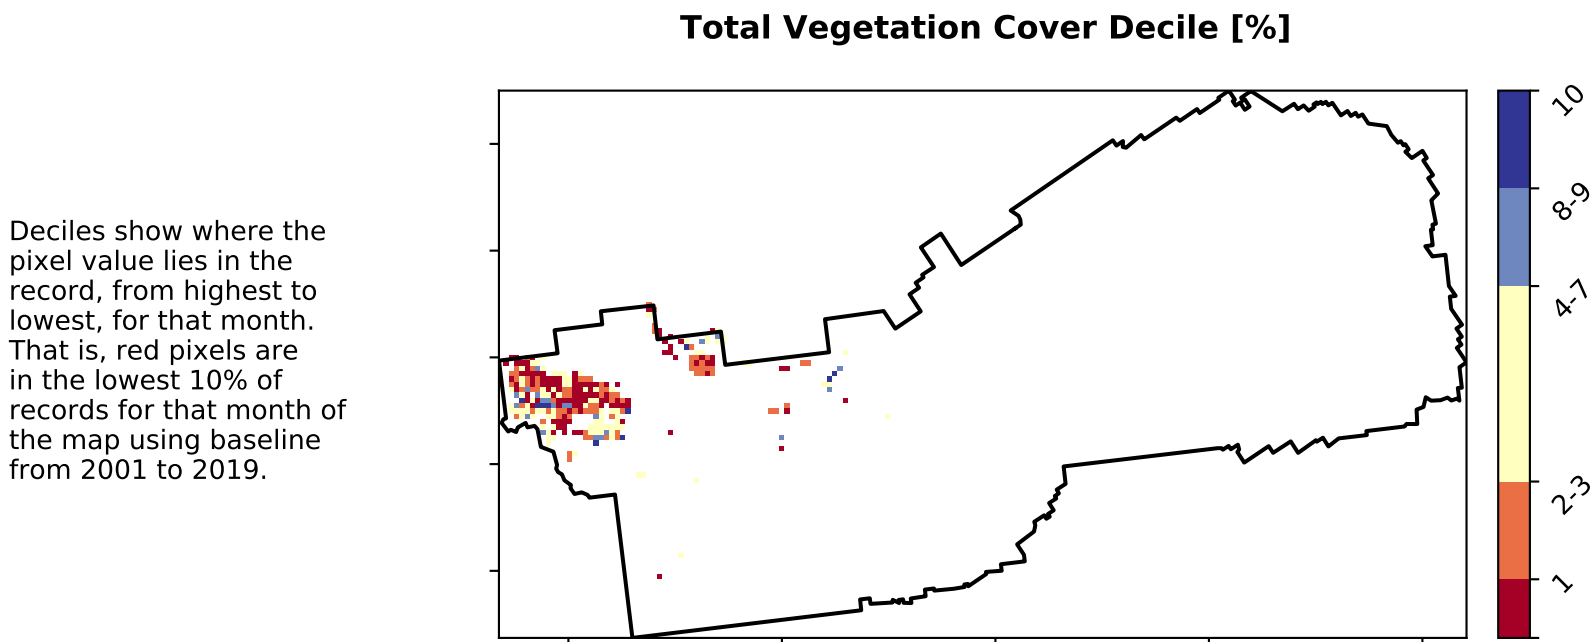 Total Vegetation Cover Decile [%]
Deciles show where the
pixel value lies in the
record, from highest to
lowest, for that month.
That is, red pixels are
in the lowest 10% of
records for that month of
the map using baseline
from 2001 to 2019.
10
8-9
4-7
2-3
1